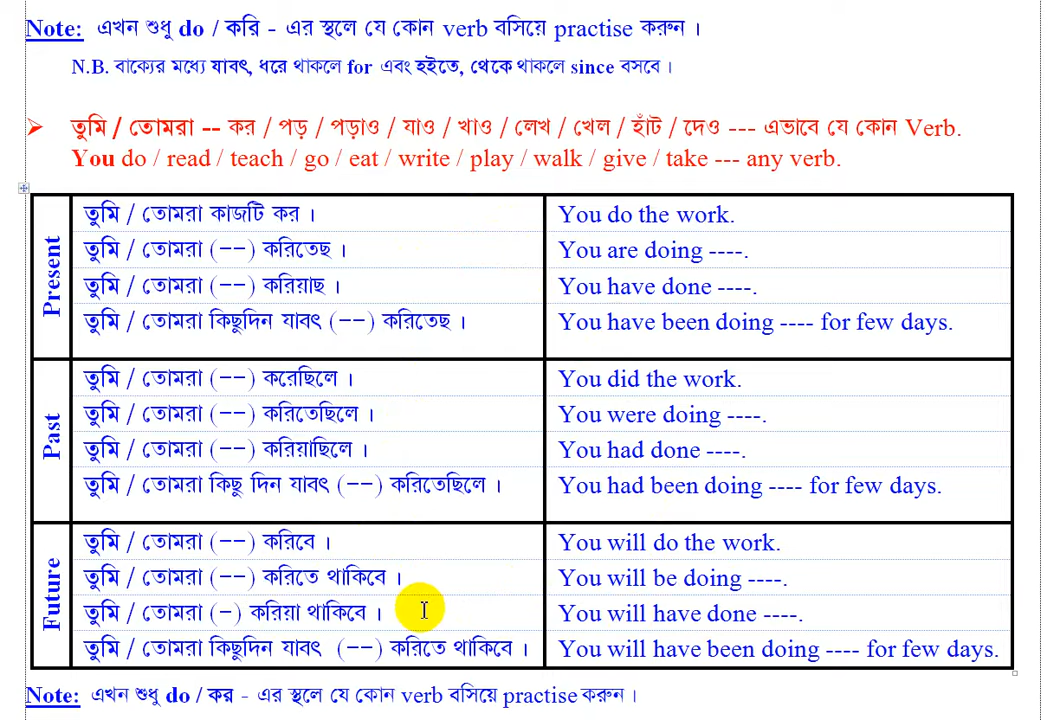 Note: এখন শুধু do / করি - এর স্থলে যে কোন verb বসিয়ে practise করুন ।
N.B. বাক্যের মধ্যে যাবৎ, ধরে থাকলে for এবং হইতে, থেকে থাকলে since বসবে ।
➢ তুমি / তোমরা -- কর / পড় / পড়াও / যাও / খাও / লেখ / খেল / হাঁট / দেও --- এভাবে যে কোন Verb.
You do / read / teach / go / eat / write / play / walk / give / take --- any verb.
Present
তুমি / তোমরা কাজটি কর । You do the work.
তুমি / তোমরা (--) করিতেছ । You are doing ----.
তুমি / তোমরা (--) করিয়াছ । You have done ----.
তুমি / তোমরা কিছুদিন যাবৎ (--) করিতেছ । You have been doing ---- for few days.
Past
তুমি / তোমরা (--) করেছিলে । You did the work.
তুমি / তোমরা (--) করিতেছিলে । You were doing ----.
তুমি / তোমরা (--) করিয়াছিলে । You had done ----.
তুমি / তোমরা কিছু দিন যাবৎ (--) করিতেছিলে । You had been doing ---- for few days.
Future
তুমি / তোমরা (--) করিবে । You will do the work.
তুমি / তোমরা (--) করিতে থাকিবে । You will be doing ----.
তুমি / তোমরা (-) করিয়া থাকিবে । You will have done ----.
তুমি / তোমরা কিছুদিন যাবৎ (--) করিতে থাকিবে । You will have been doing ---- for few days.
Note: এখন শুধু do / কর - এর স্থলে যে কোন verb বসিয়ে practise করুন ।